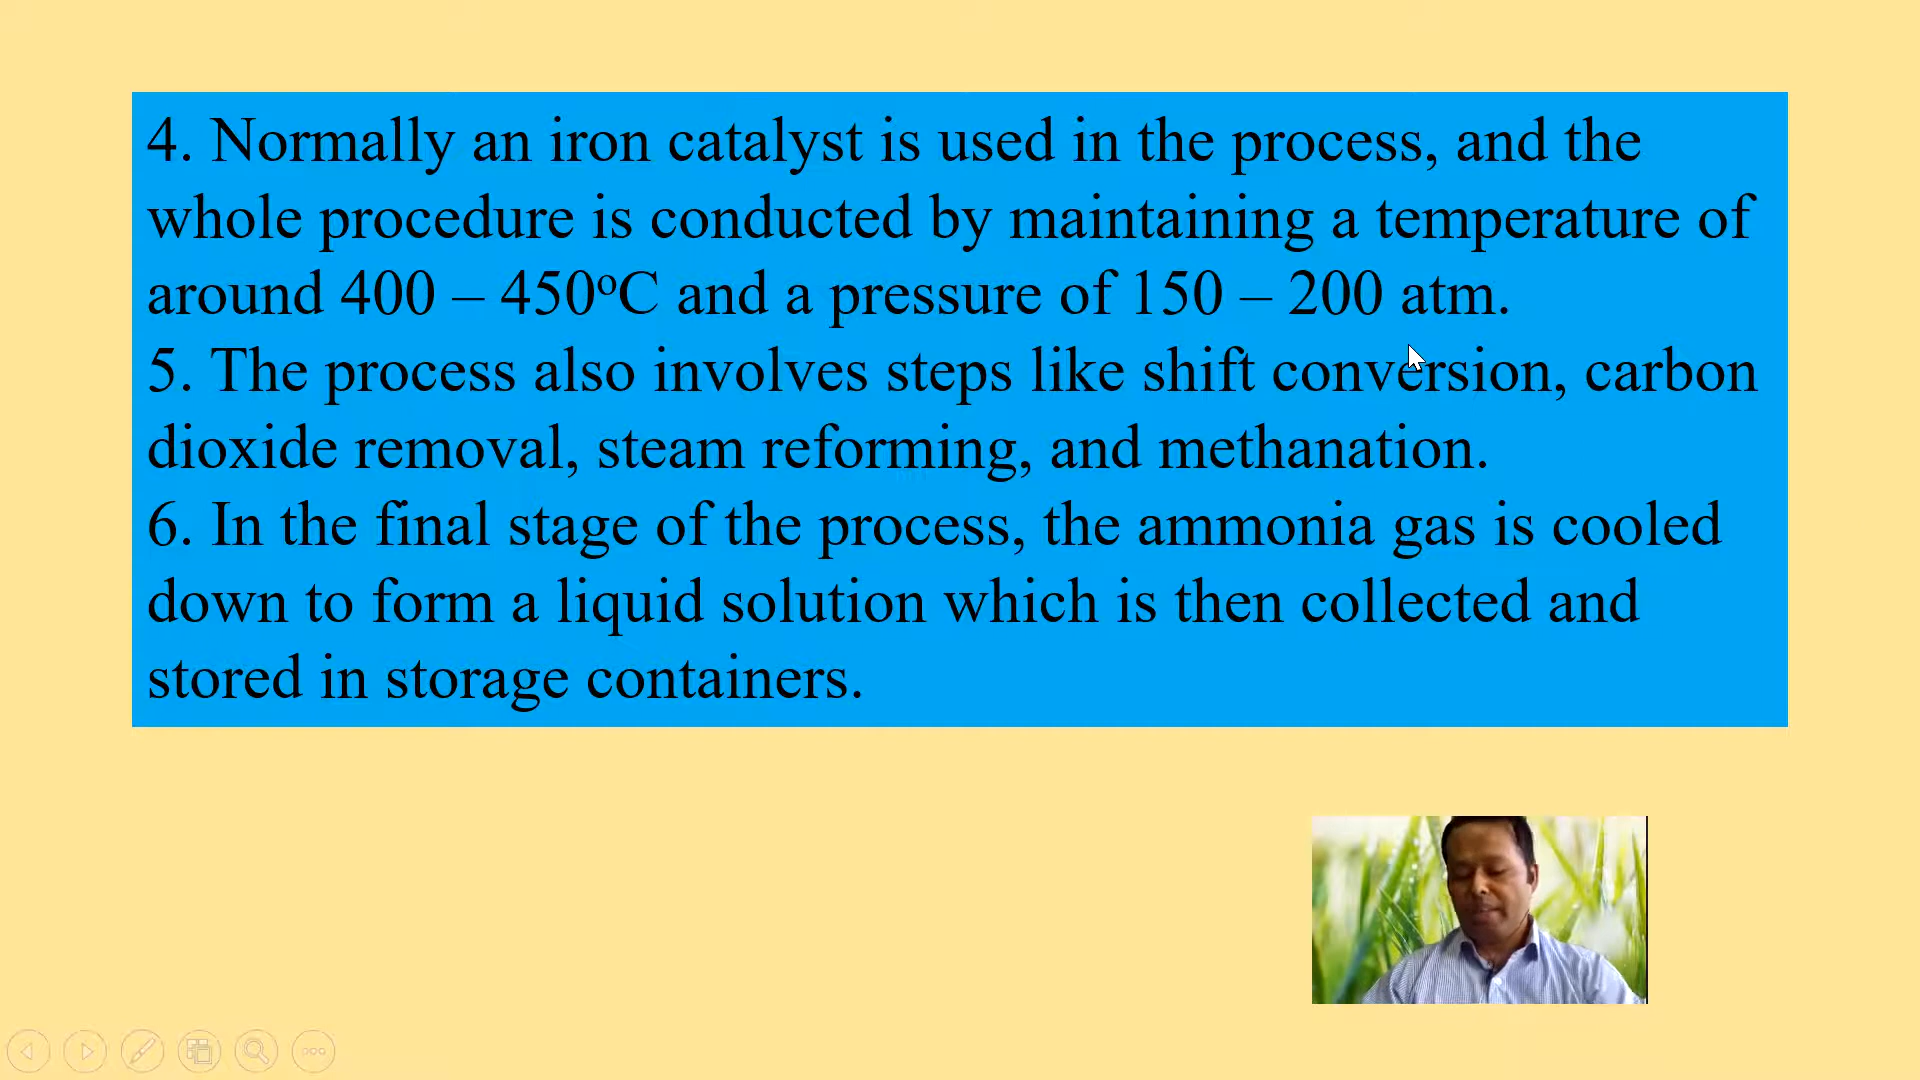 4. Normally an iron catalyst is used in the process, and the
whole procedure is conducted by maintaining a temperature of
around 400 – 450ºC and a pressure of 150 – 200 atm.
5. The process also involves steps like shift conversion, carbon
dioxide removal, steam reforming, and methanation.
6. In the final stage of the process, the ammonia gas is cooled
down to form a liquid solution which is then collected and
stored in storage containers.